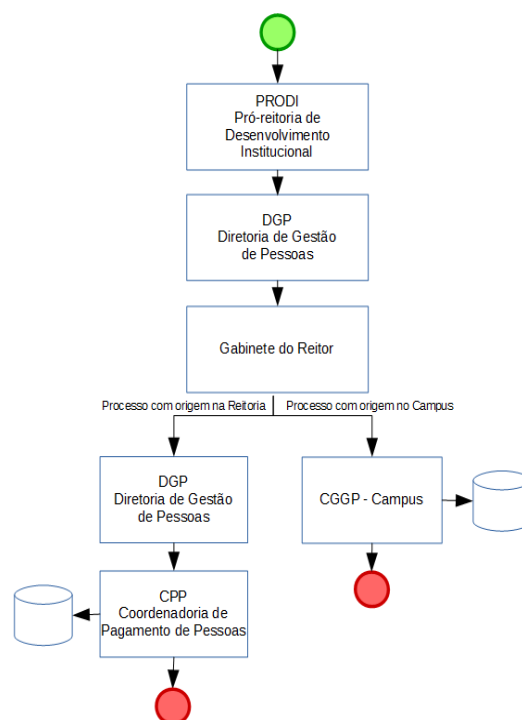 PRODI
Pró-reitoria de
Desenvolvimento
Institucional
DGP
Diretoria de Gestão
de Pessoas
Gabinete do Reitor
Processo com origem na Reitoria
Processo com origem no Campus
DGP
Diretoria de Gestão
de Pessoas
CGGP - Campus
CPP
Coordenadoria de
Pagamento de Pessoas